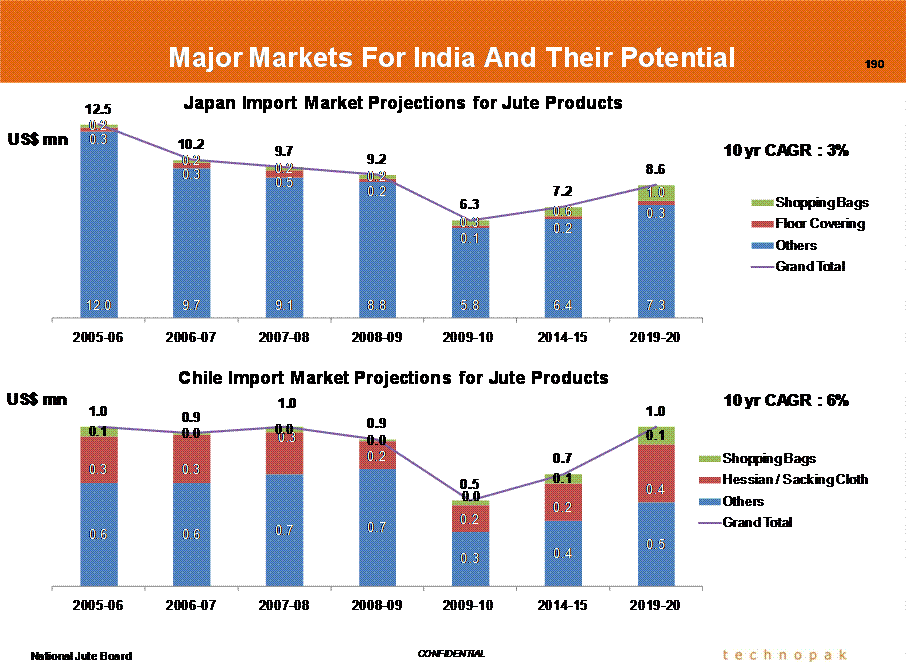 Major Markets For India And Their Potential
190
Japan Import Market Projections for Jute Products
US$ mn
10 yr CAGR : 3%
12.5 10.2 9.7 9.2 6.3 7.2 8.6
0.2 0.2 0.2 0.2 0.3 0.6 1.0
0.3 0.3 0.5 0.2 0.1 0.2 0.3
12.0 9.7 9.1 8.8 5.8 6.4 7.3
2005-06 2006-07 2007-08 2008-09 2009-10 2014-15 2019-20
Shopping Bags
Floor Covering
Others
Grand Total
Chile Import Market Projections for Jute Products
US$ mn
10 yr CAGR : 6%
1.0 0.9 1.0 0.9 0.5 0.7 1.0
0.1 0.0 0.0 0.0 0.0 0.1 0.1
0.3 0.3 0.3 0.2 0.2 0.2 0.4
0.6 0.6 0.7 0.7 0.3 0.4 0.5
2005-06 2006-07 2007-08 2008-09 2009-10 2014-15 2019-20
Shopping Bags
Hessian / Sacking Cloth
Others
Grand Total
National Jute Board
CONFIDENTIAL
technopak